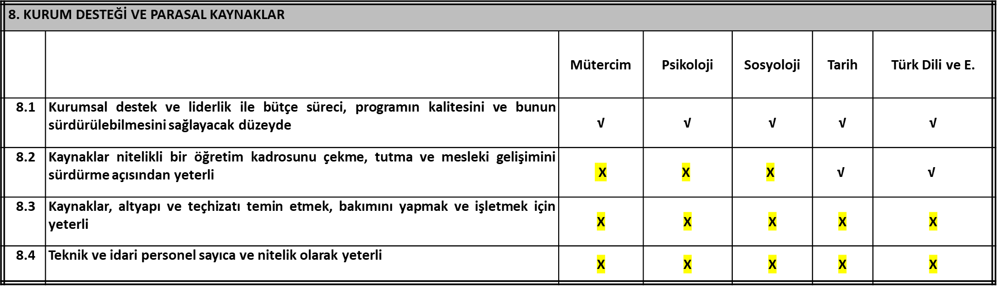 8. KURUM DESTEĞİ VE PARASAL KAYNAKLAR
Mütercim Psikoloji Sosyoloji Tarih Türk Dili ve E.
8.1 Kurumsal destek ve liderlik ile bütçe süreci, programın kalitesini ve bunun
sürdürülebilmesini sağlayacak düzeyde
√ √ √ √ √
8.2 Kaynaklar nitelikli bir öğretim kadrosunu çekme, tutma ve mesleki gelişimini
sürdürme açısından yeterli
X X X √ √
8.3 Kaynaklar, altyapı ve teçhizatı temin etmek, bakımını yapmak ve işletmek için
yeterli
X X X X X
8.4 Teknik ve idari personel sayıca ve nitelik olarak yeterli
X X X X X